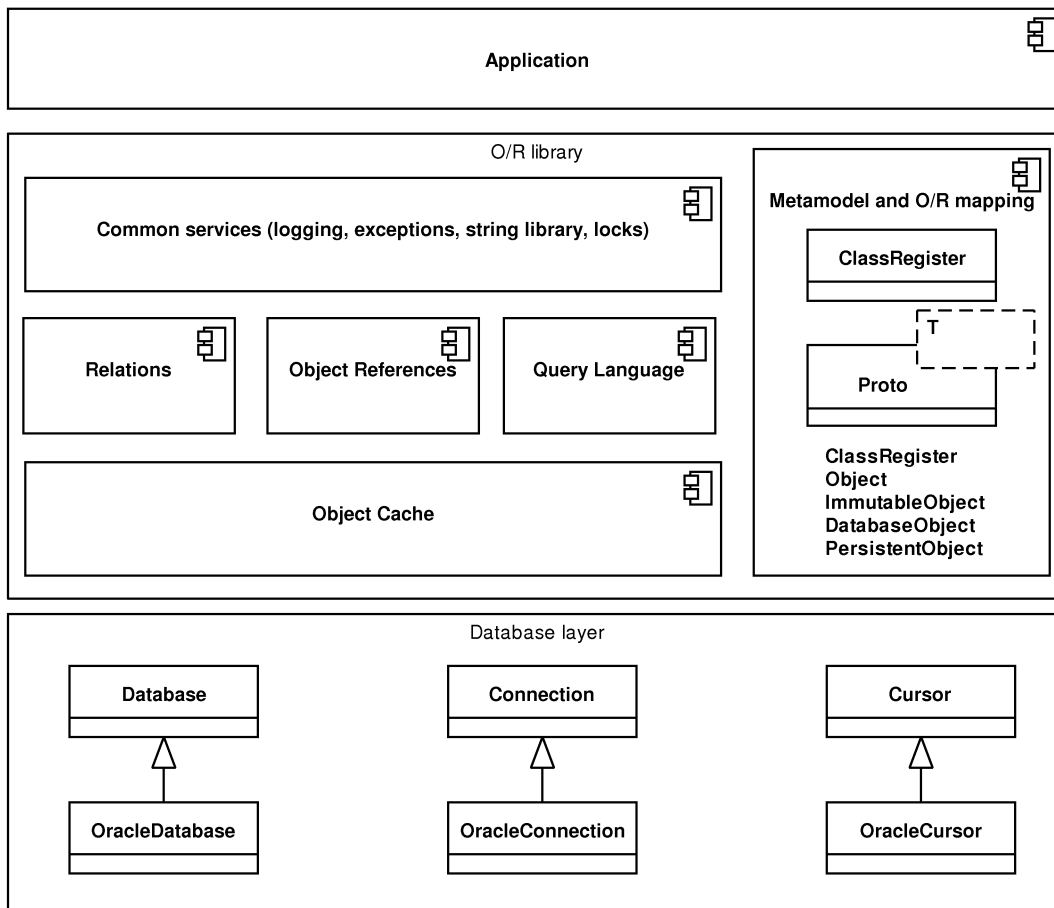 Application
O/R library
Common services (logging, exceptions, string library, locks)
Relations
Object References
Query Language
Object Cache
Metamodel and O/R mapping
ClassRegister
T
Proto
ClassRegister
Object
ImmutableObject
DatabaseObject
PersistentObject
Database layer
Database
Connection
Cursor
OracleDatabase
OracleConnection
OracleCursor